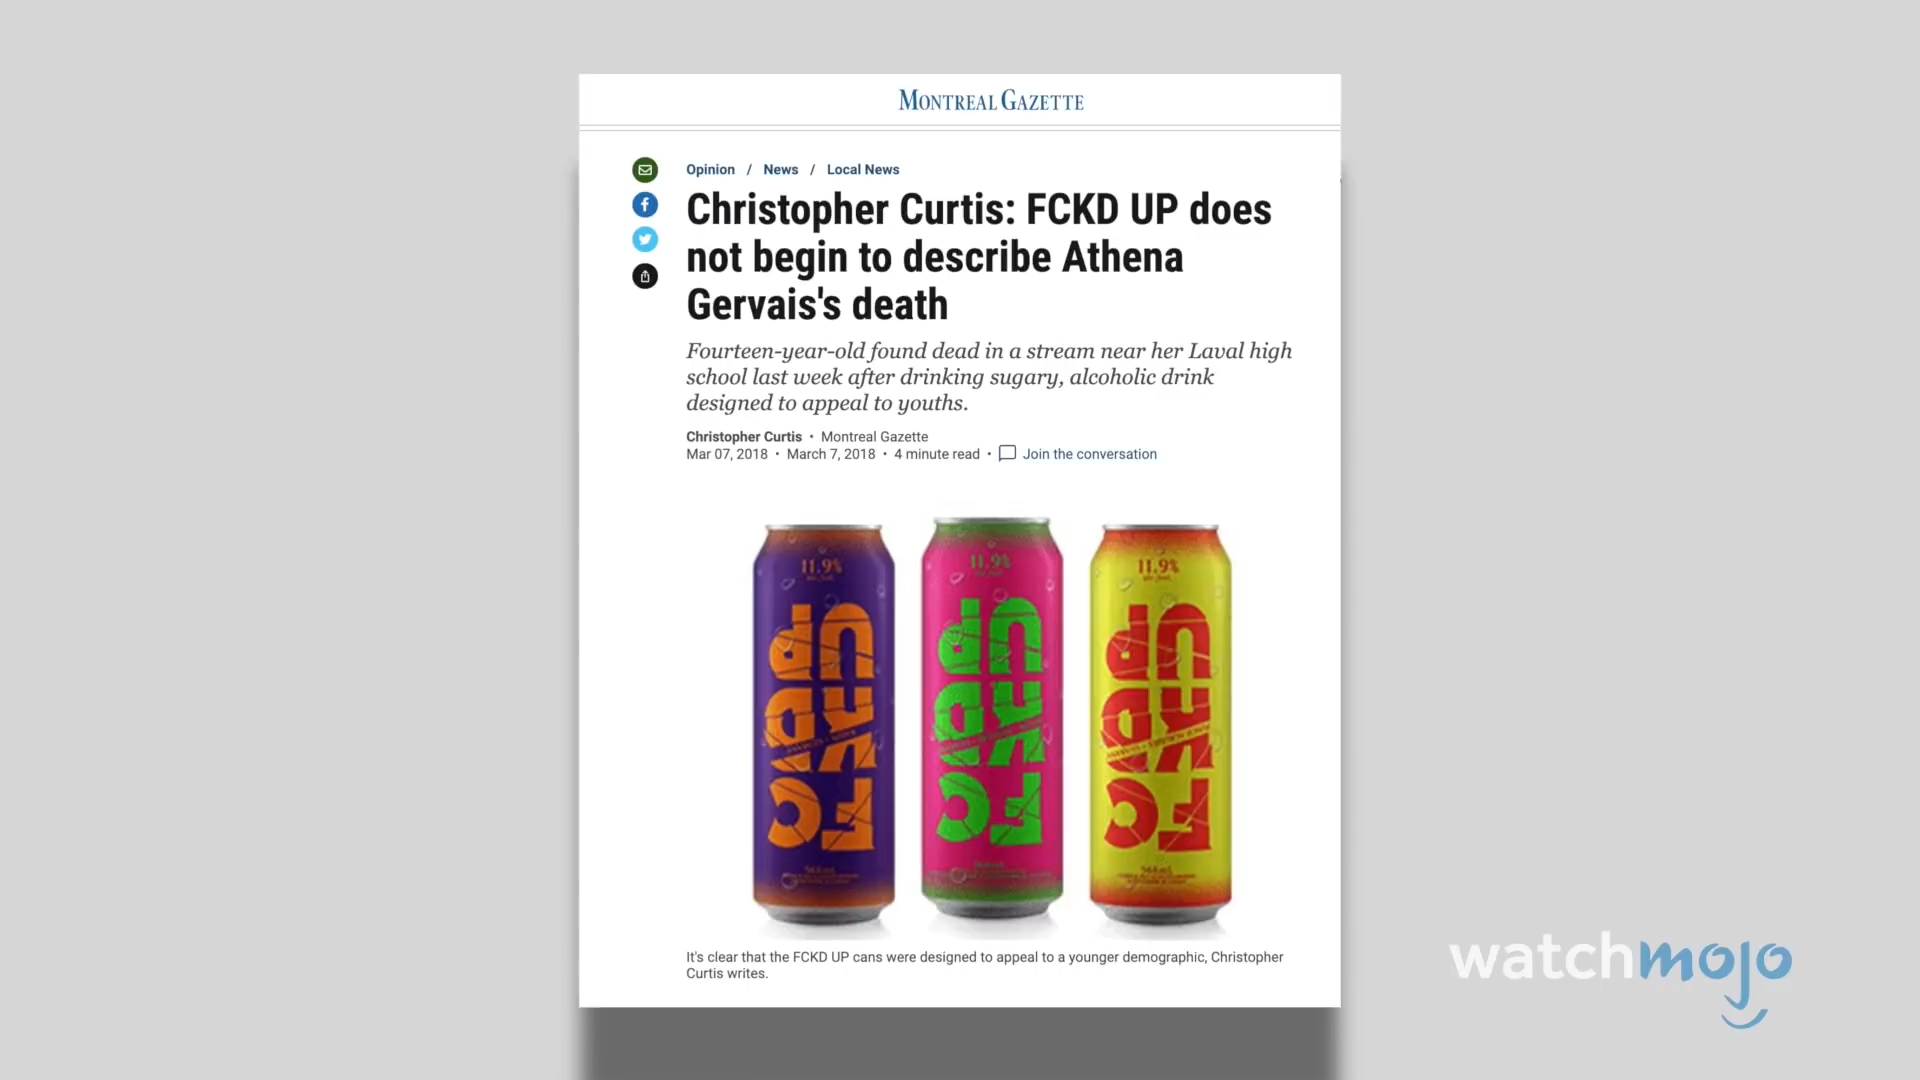 MONTREAL GAZETTE
Opinion / News / Local News
Christopher Curtis: FCKD UP does
not begin to describe Athena
Gervais's death
Fourteen-year-old found dead in a stream near her Laval high
school last week after drinking sugary, alcoholic drink
designed to appeal to youths.
Christopher Curtis • Montreal Gazette
Mar 07, 2018 • March 7, 2018 • 4 minute read • Join the conversation
11.9%
FCKD UP
11.9%
FCKD UP
11.9%
FCKD UP
568mL
It's clear that the FCKD UP cans were designed to appeal to a younger demographic, Christopher
Curtis writes.
watchmojo